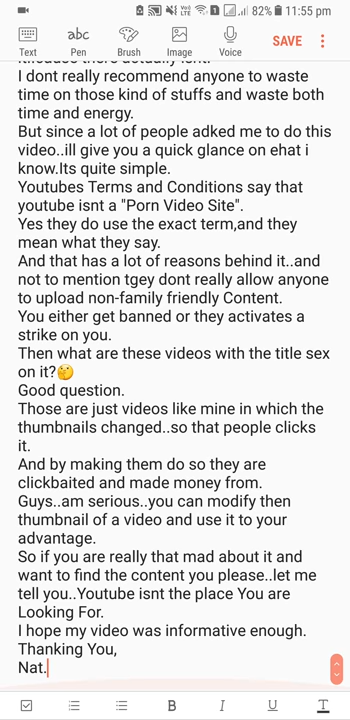 82% 11:55 pm
Text
abc
Pen
Brush
Image
Voice
SAVE
I dont really recommend anyone to waste
time on those kind of stuffs and waste both
time and energy.
But since a lot of people adked me to do this
video..ill give you a quick glance on ehat i
know.Its quite simple.
Youtubes Terms and Conditions say that
youtube isnt a "Porn Video Site".
Yes they do use the exact term,and they
mean what they say.
And that has a lot of reasons behind it..and
not to mention tgey dont really allow anyone
to upload non-family friendly Content.
You either get banned or they activates a
strike on you.
Then what are these videos with the title sex
on it?🤔
Good question.
Those are just videos like mine in which the
thumbnails changed..so that people clicks
it.
And by making them do so they are
clickbaited and made money from.
Guys..am serious..you can modify then
thumbnail of a video and use it to your
advantage.
So if you are really that mad about it and
want to find the content you please..let me
tell you..Youtube isnt the place You are
Looking For.
I hope my video was informative enough.
Thanking You,
Nat.
B I U T